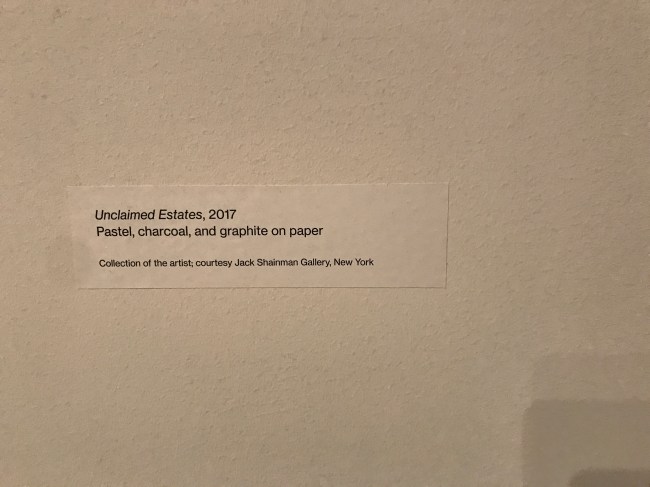 Unclaimed Estates, 2017
Pastel, charcoal, and graphite on paper
Collection of the artist; courtesy Jack Shainman Gallery, New York